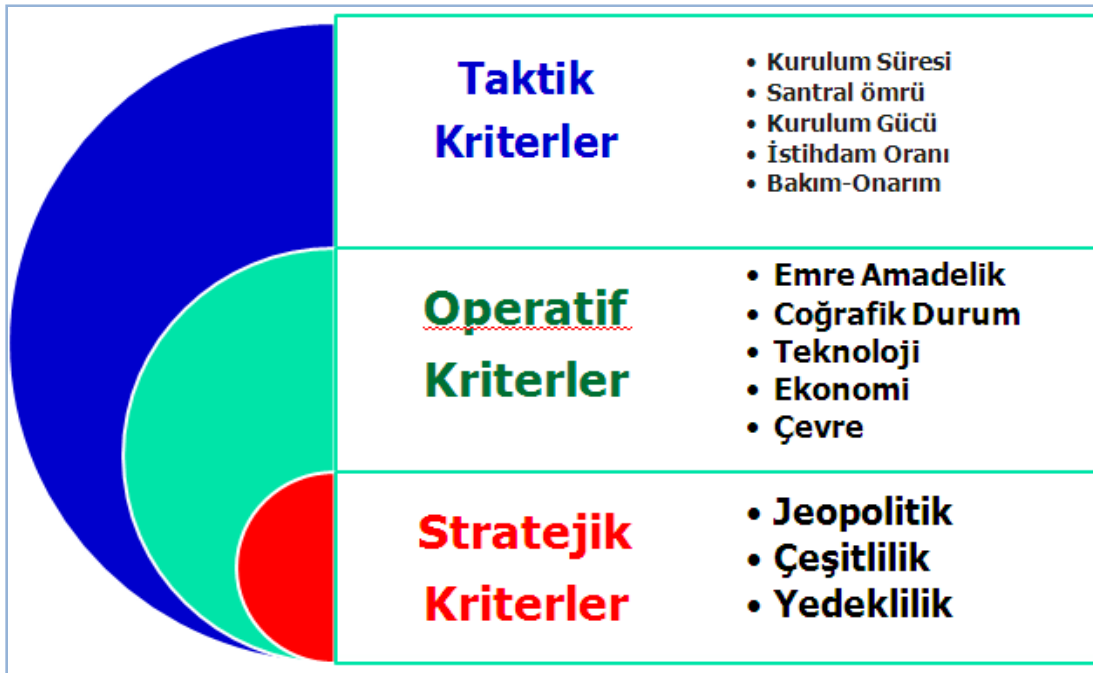 Taktik
Kriterler
• Kurulum Süresi
• Santral ömrü
• Kurulum Gücü
• İstihdam Oranı
• Bakım-Onarım
Operatif
Kriterler
• Emre Amadelik
• Coğrafik Durum
• Teknoloji
• Ekonomi
• Çevre
Stratejik
Kriterler
• Jeopolitik
• Çeşitlilik
• Yedeklilik